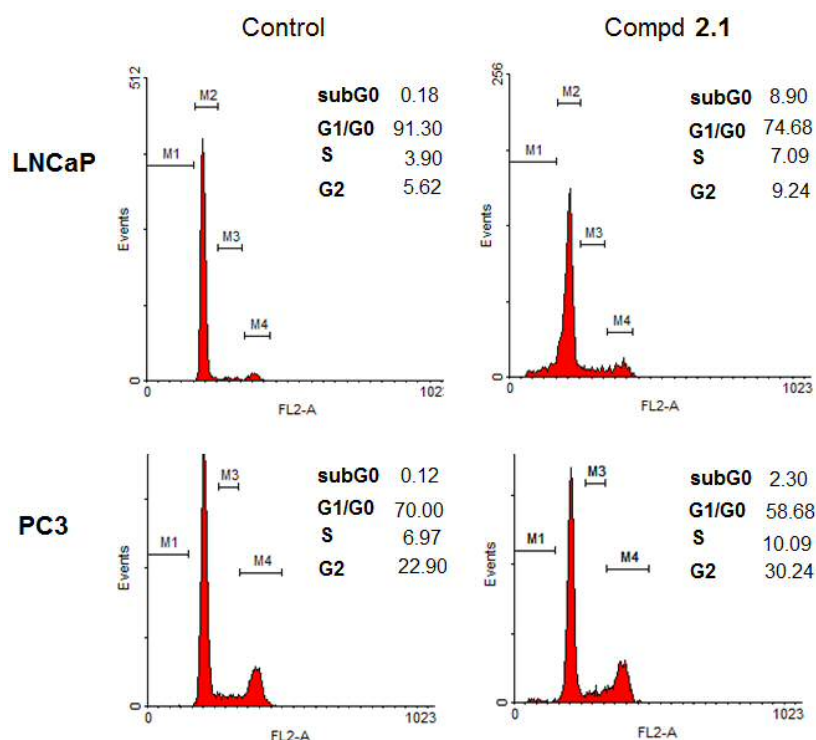 Control
Compd 2.1
LNCaP
512
M2
M1
M3
M4
Events
0
0
1023
FL2-A
subG0 0.18
G1/G0 91.30
S 3.90
G2 5.62
256
M2
M1
M3
M4
Events
0
0
1023
FL2-A
subG0 8.90
G1/G0 74.68
S 7.09
G2 9.24
PC3
M3
M1
M4
Events
0
1023
FL2-A
subG0 0.12
G1/G0 70.00
S 6.97
G2 22.90
M3
M1
M4
Events
0
1023
FL2-A
subG0 2.30
G1/G0 58.68
S 10.09
G2 30.24